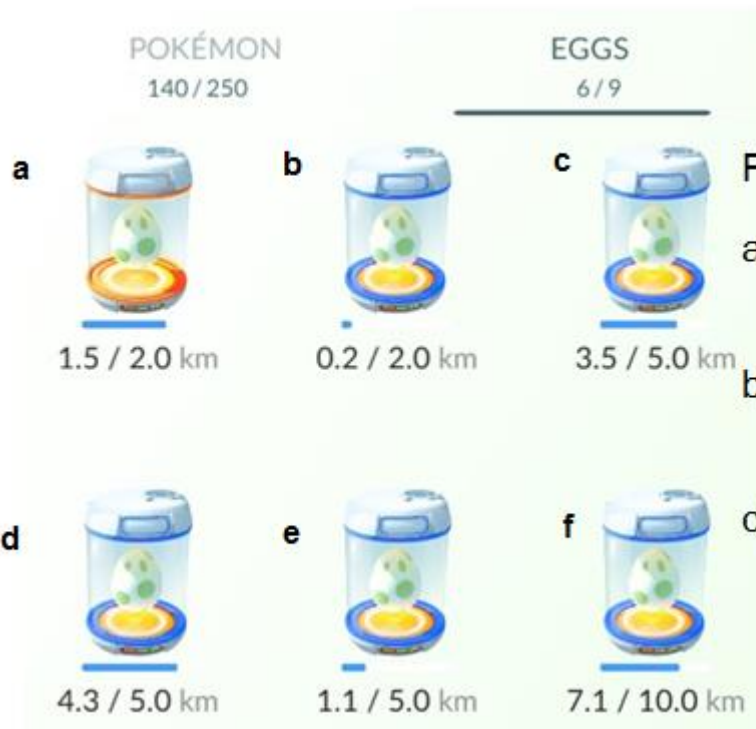 POKÉMON EGGS
140 / 250 6 / 9
a b c
1.5 / 2.0 km 0.2 / 2.0 km 3.5 / 5.0 km
d e f
4.3 / 5.0 km 1.1 / 5.0 km 7.1 / 10.0 km